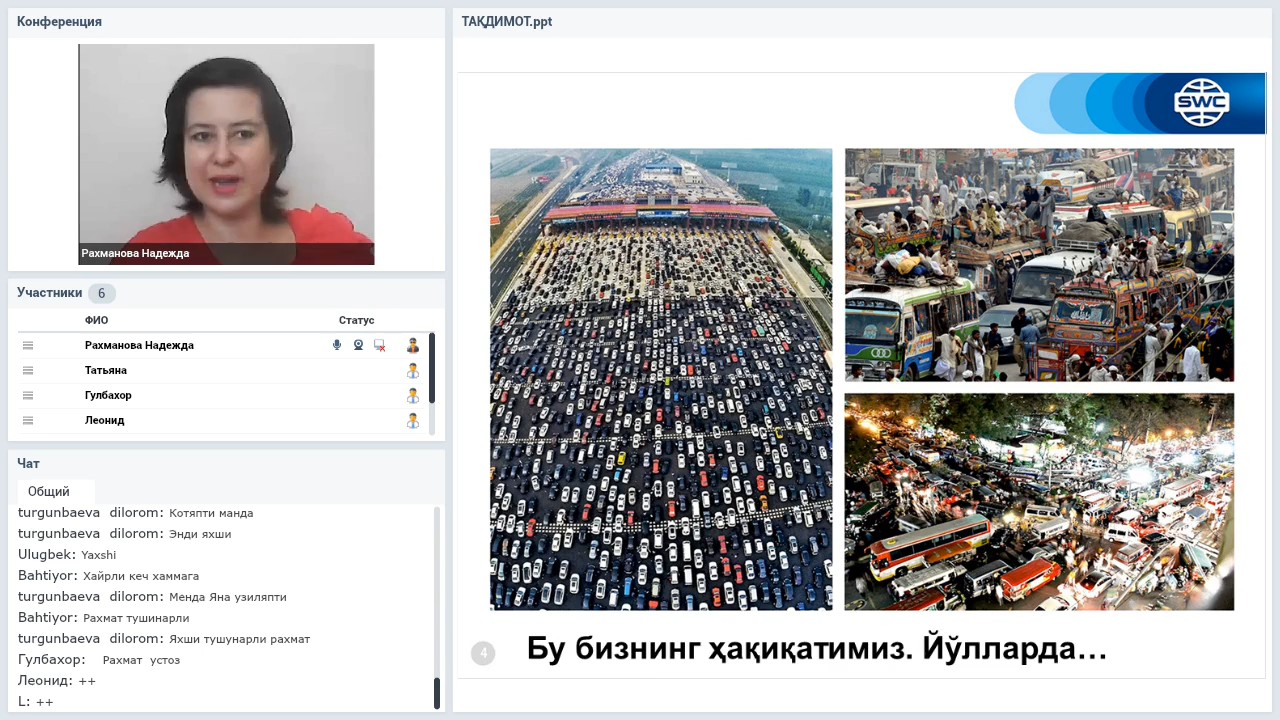 Конференция
Рахманова Надежда
Участники 6
ФИО Статус
Рахманова Надежда
Татьяна
Гулбахор
Леонид
Чат
Общий
turgunbaeva dilorom: Котяпти манда
turgunbaeva dilorom: Энди яхши
Ulugbek: Yaxshi
Bahtiyor: Хайрли кеч хаммага
turgunbaeva dilorom: Менда Яна узиляпти
Bahtiyor: Рахмат тушинарли
turgunbaeva dilorom: Яхши тушунарли рахмат
Гулбахор: Рахмат устоз
Леонид: ++
L: ++
ТАҚДИМОТ.ppt
SWC
4
Бу бизнинг ҳақиқатимиз. Йўлларда…